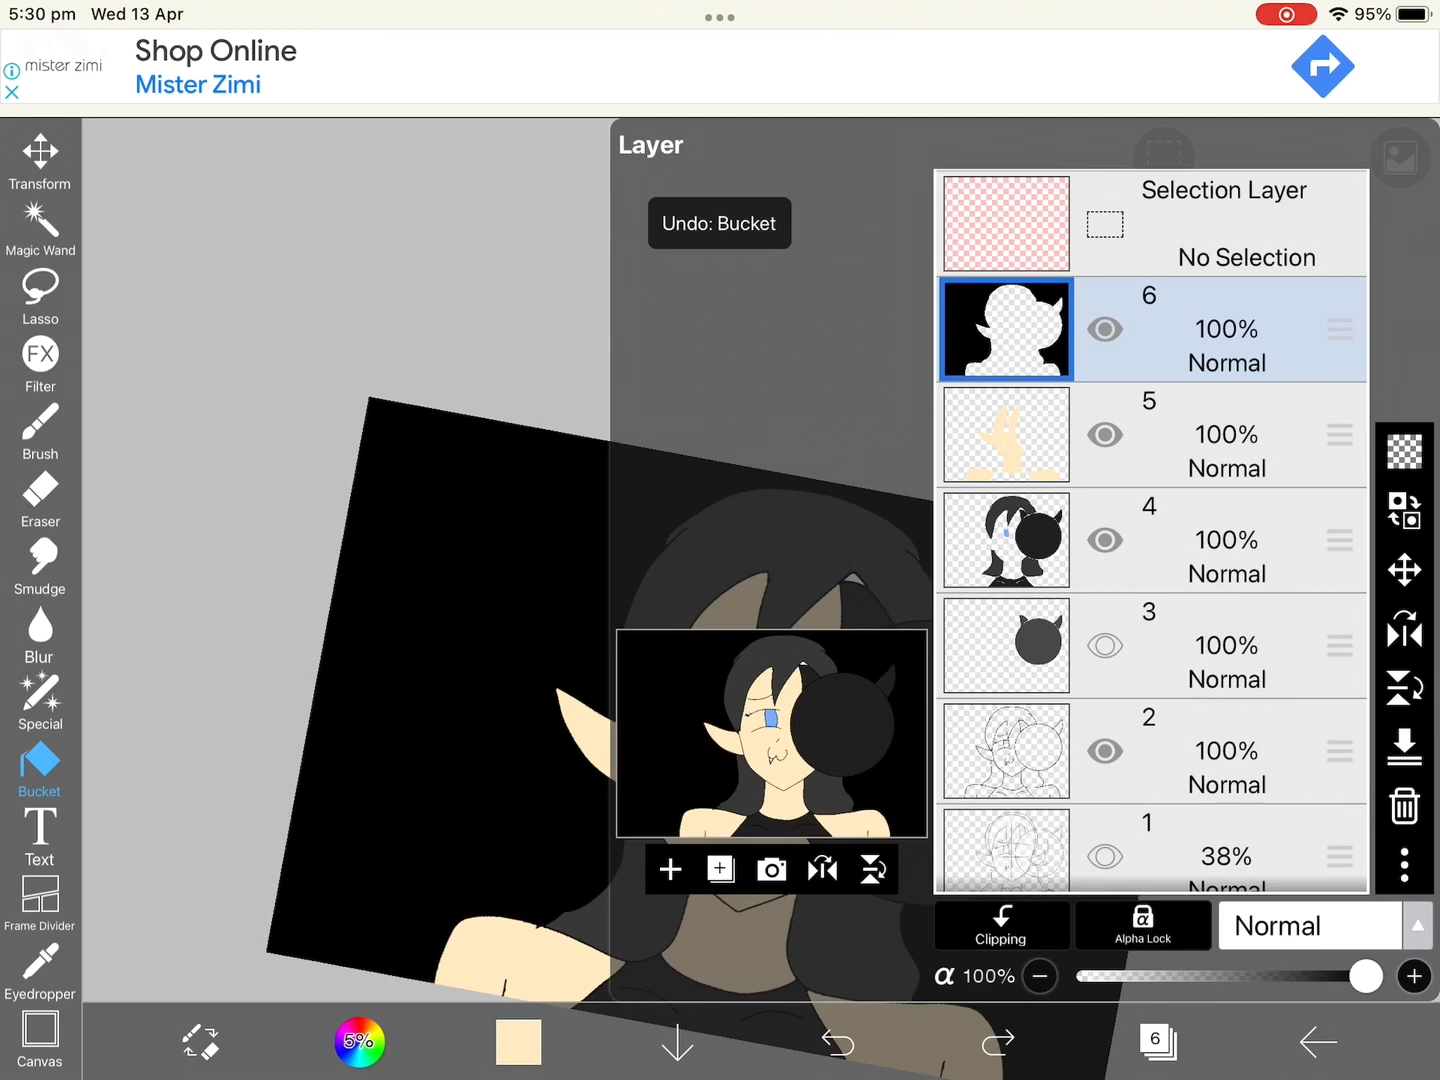 5:30 pm Wed 13 Apr
95%
mister zimi
Shop Online
Mister Zimi
Transform
Magic Wand
Lasso
FX
Filter
Brush
Eraser
Smudge
Blur
Special
Bucket
T
Text
Frame Divider
Eyedropper
Canvas
Layer
Undo: Bucket
Selection Layer
No Selection
6
100%
Normal
5
100%
Normal
4
100%
Normal
3
100%
Normal
2
100%
Normal
1
38%
Normal
Clipping
α
Alpha Lock
Normal
α 100%
5%
6